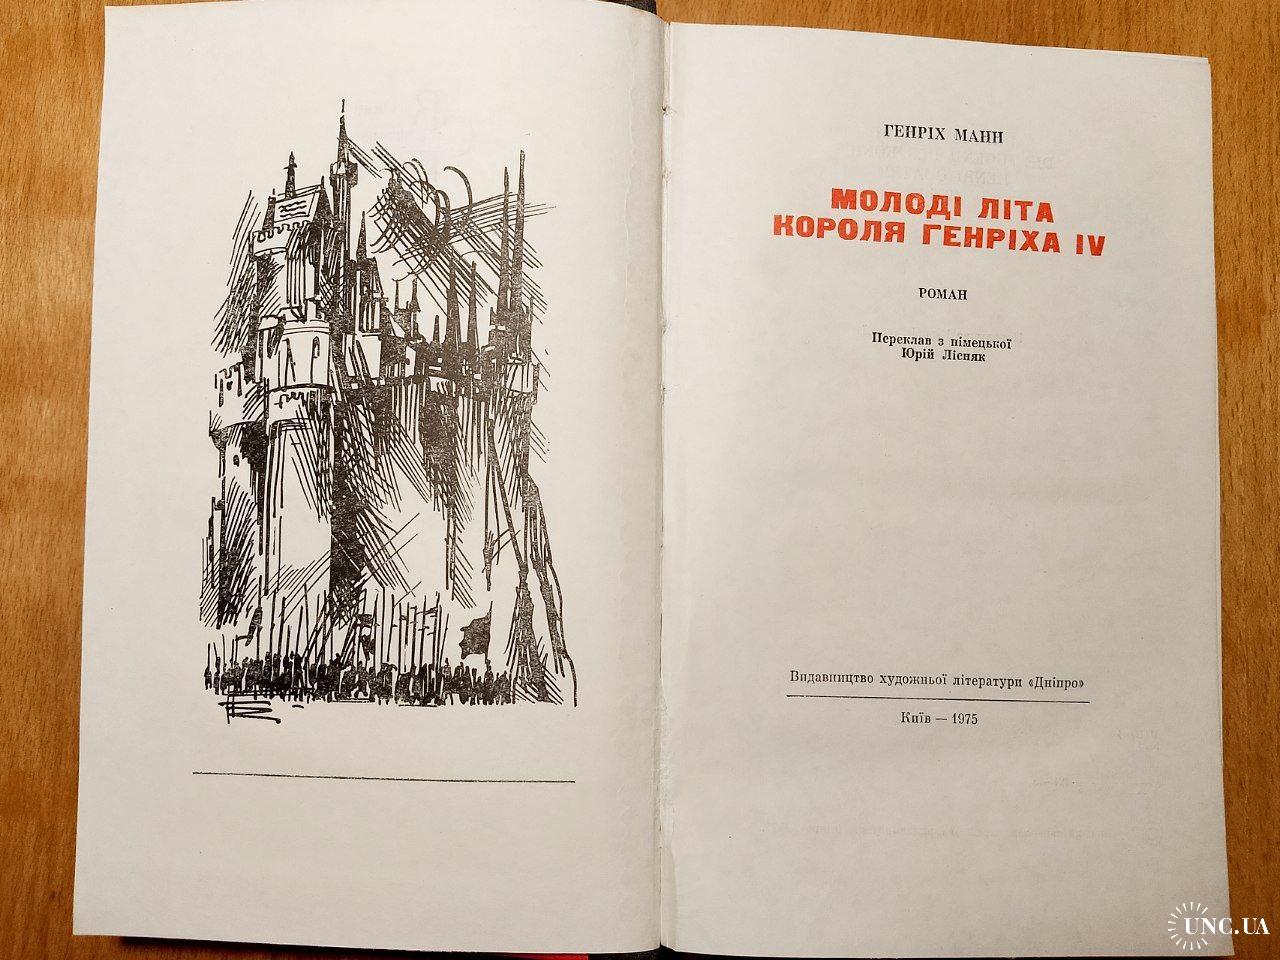 ГЕНРІХ МАНН
МОЛОДІ ЛІТА
КОРОЛЯ ГЕНРІХА IV
РОМАН
Переклав з німецької
Юрій Лісняк
Видавництво художньої літератури «Дніпро»
Київ — 1975
UNC.UA